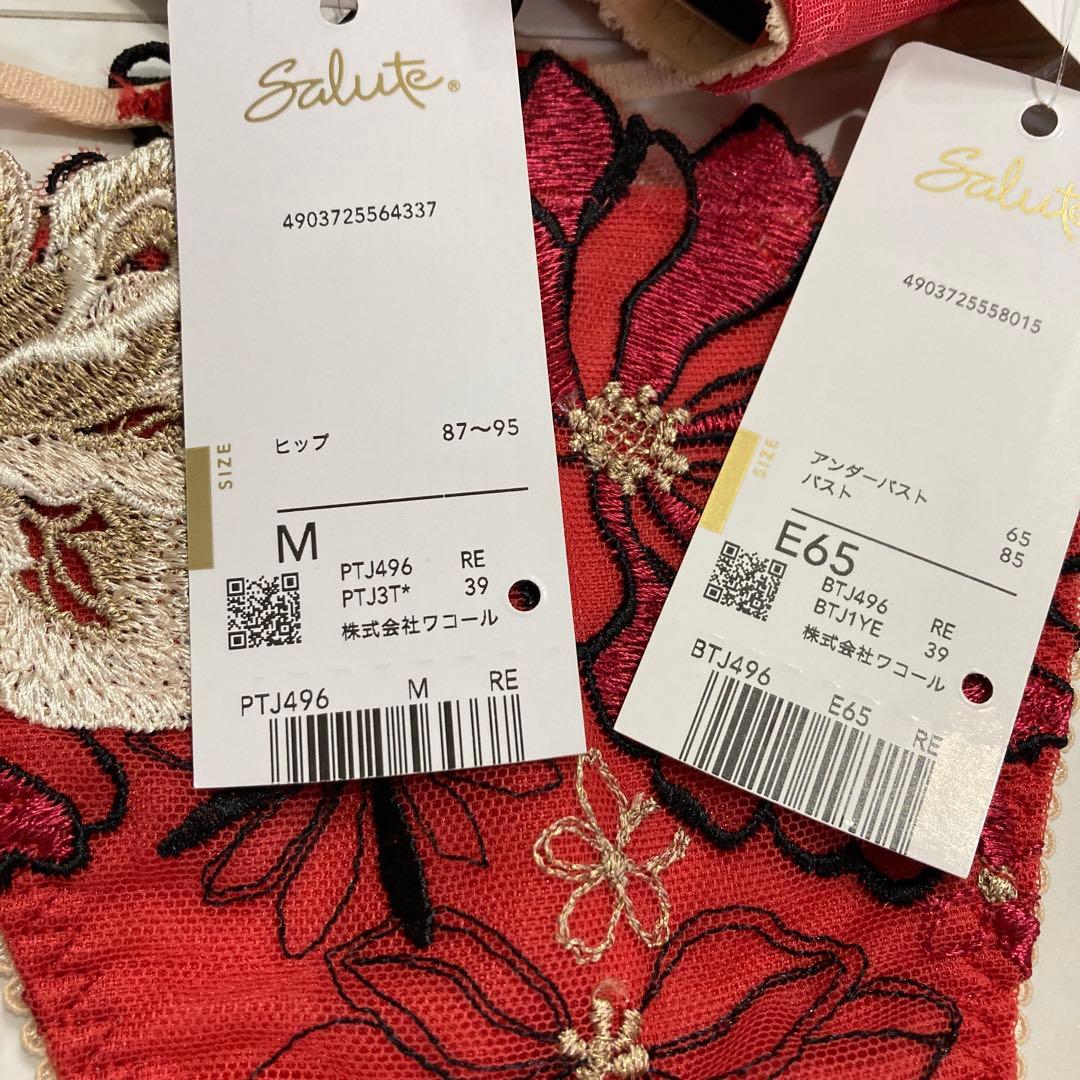 Salute®
4903725564337
SIZE
ヒップ 87〜95
M
PTJ496 RE
PTJ3T* 39
株式会社ワコール
PTJ496 M RE
Salute
4903725558015
SIZE
アンダーバスト 65
バスト 85
E65
BTJ496 RE
BTJ1YE 39
株式会社ワコール
BTJ496 E65 RE